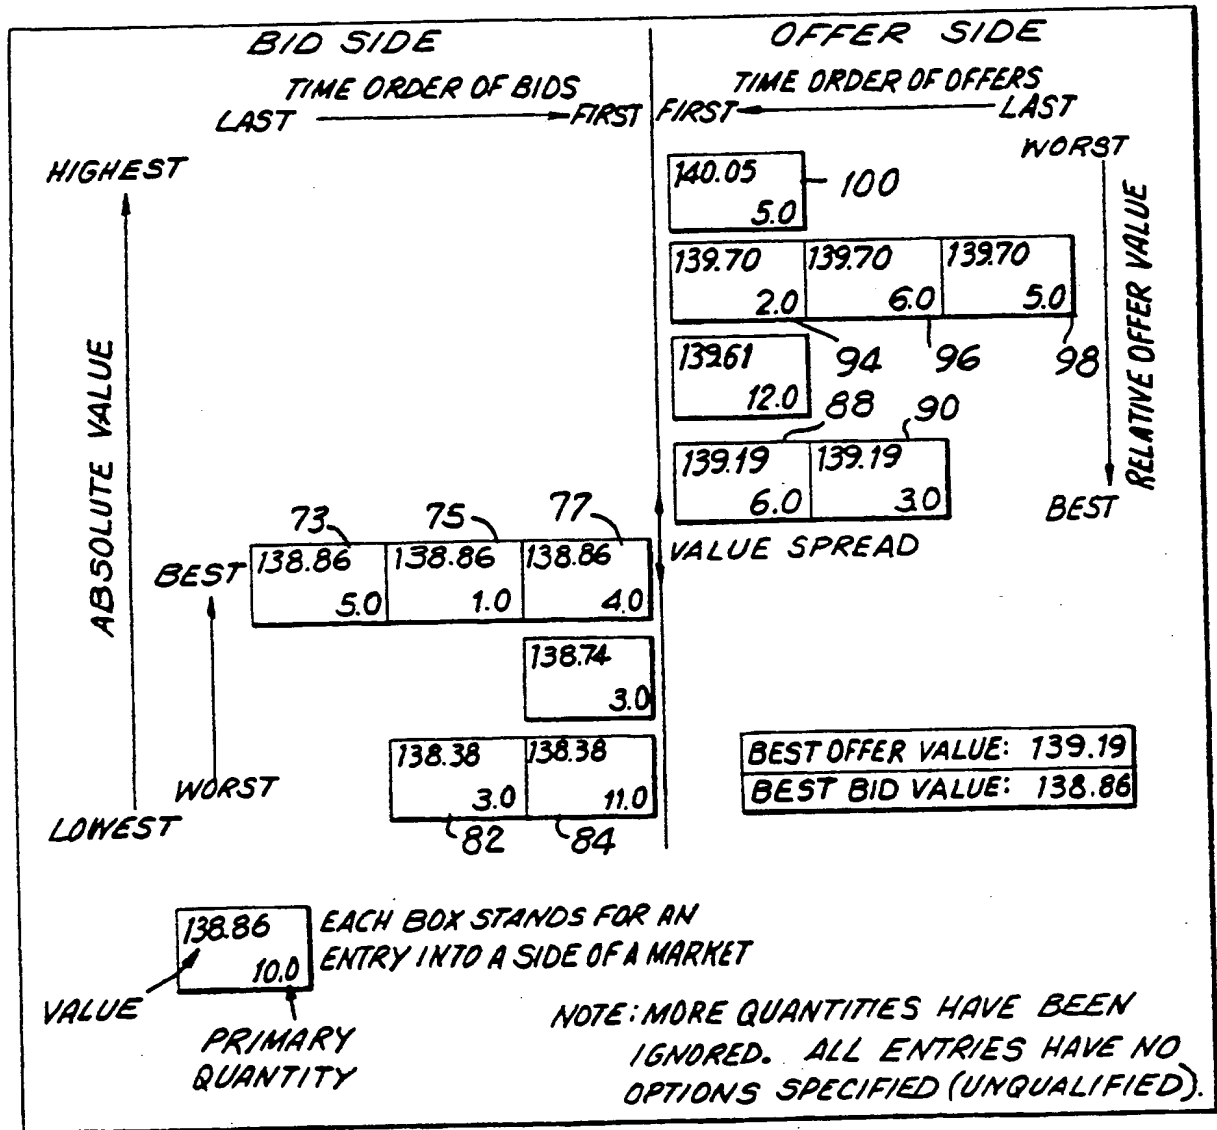 BID SIDE
OFFER SIDE
TIME ORDER OF BIDS
LAST FIRST
TIME ORDER OF OFFERS
FIRST LAST
HIGHEST
ABSOLUTE VALUE
LOWEST
WORST
RELATIVE OFFER VALUE
BEST
140.05
5.0
100
139.70 139.70 139.70
2.0 6.0 5.0
94 96 98
139.61
12.0
88 90
139.19 139.19
6.0 3.0
VALUE SPREAD
73 75 77
BEST
138.86 138.86 138.86
5.0 1.0 4.0
138.74
3.0
138.38 138.38
3.0 11.0
82 84
WORST
BEST OFFER VALUE: 139.19
BEST BID VALUE: 138.86
138.86
10.0
VALUE
PRIMARY
QUANTITY
EACH BOX STANDS FOR AN
ENTRY INTO A SIDE OF A MARKET
NOTE: MORE QUANTITIES HAVE BEEN
IGNORED. ALL ENTRIES HAVE NO
OPTIONS SPECIFIED (UNQUALIFIED).